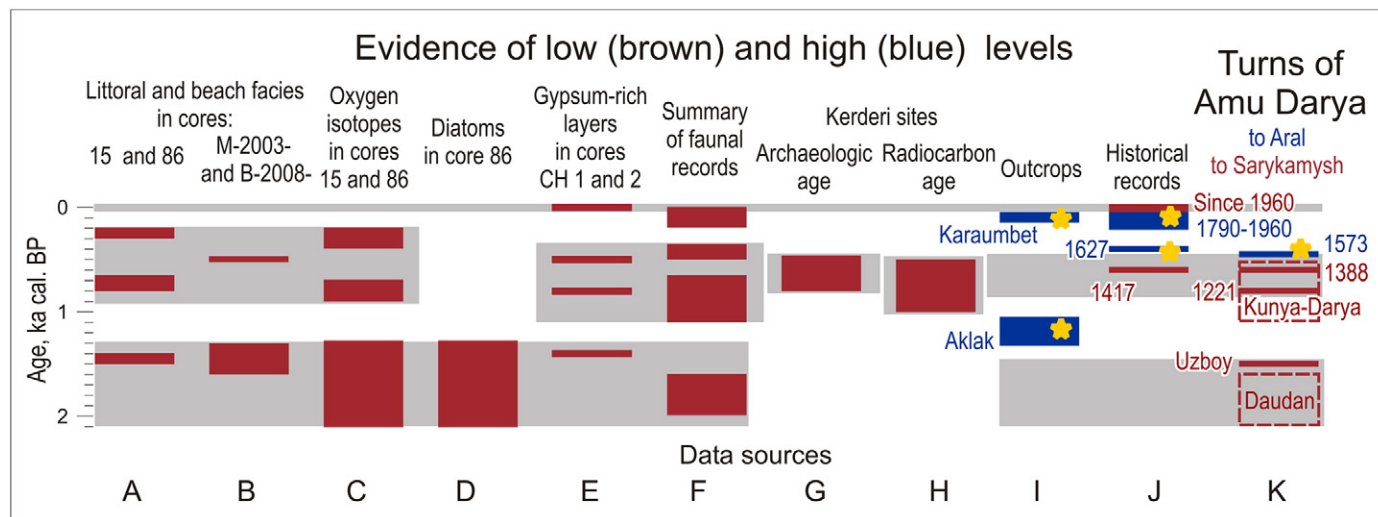 Evidence of low (brown) and high (blue) levels
Turns of
Amu Darya
to Aral
to Sarykamysh
Littoral and beach facies
in cores:
15 and 86
M-2003-
and B-2008-
Oxygen
isotopes
in cores
15 and 86
Diatoms
in core 86
Gypsum-rich
layers
in cores
CH 1 and 2
Summary
of faunal
records
Kerderi sites
Archaeologic
age
Radiocarbon
age
Outcrops
Historical
records
Age, ka cal. BP
0
1
2
Karaumbet
Aklak
Since 1960
1790-1960
1627
1417
1573
1388
1221
Kunya-Darya
Uzboy
Daudan
Data sources
A B C D E F G H I J K